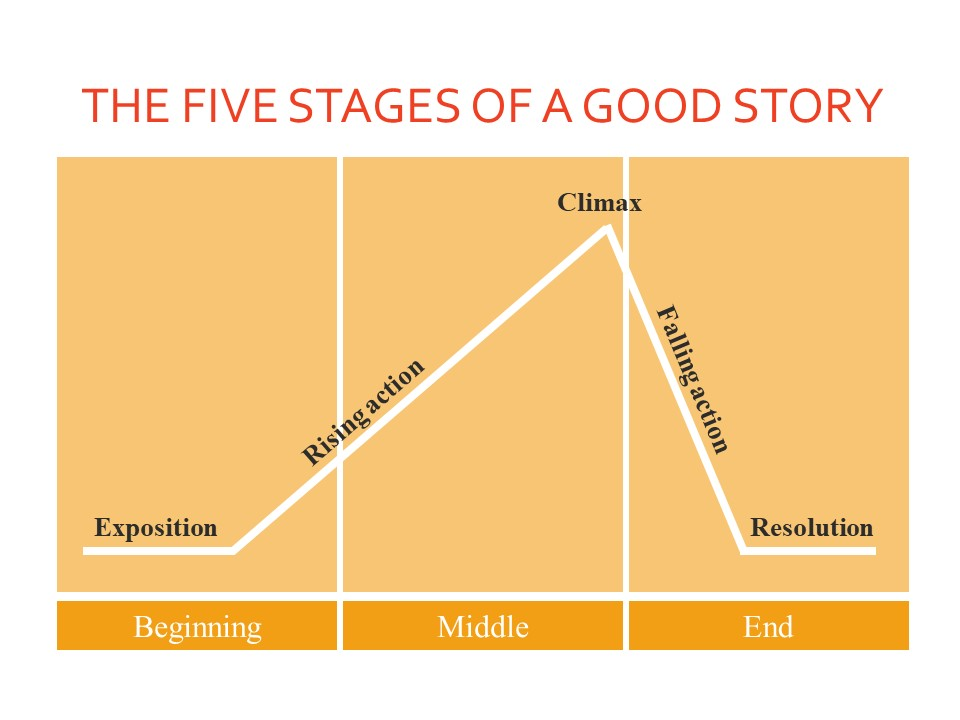 THE FIVE STAGES OF A GOOD STORY
Climax
Rising action
Falling action
Exposition
Resolution
Beginning
Middle
End